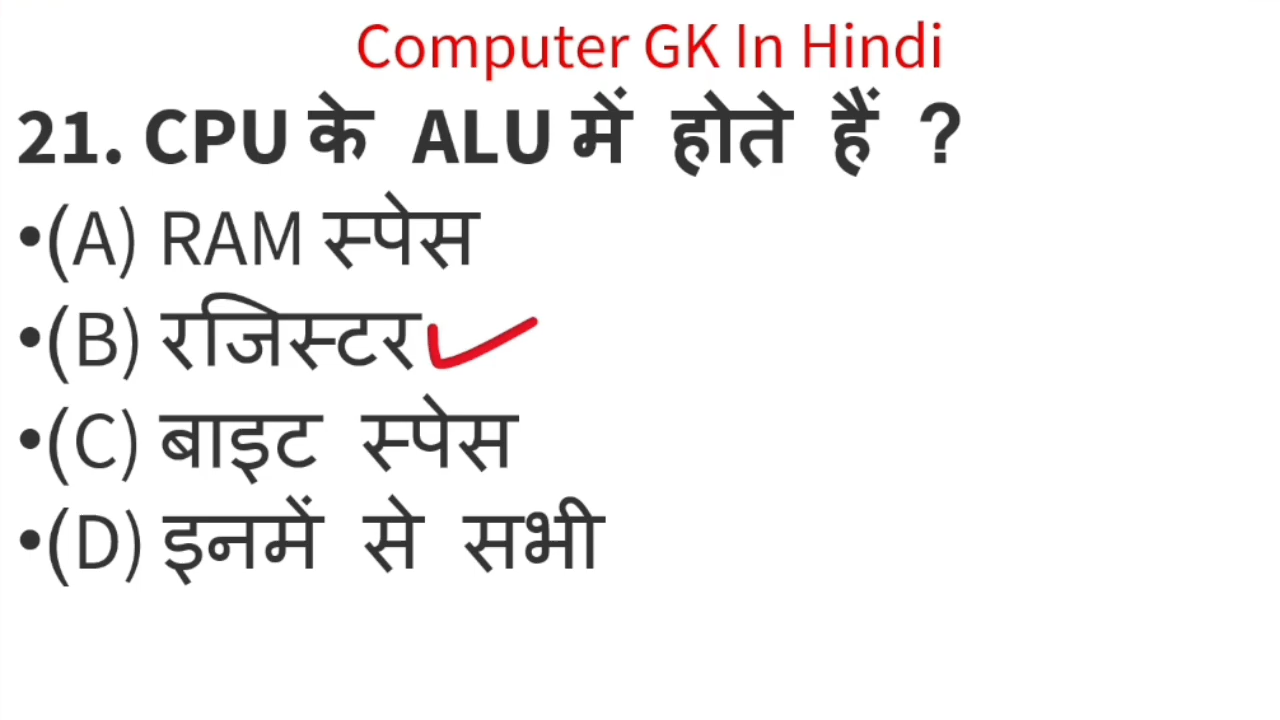 Computer GK In Hindi
21. CPU के ALU में होते हैं ?
•(A) RAM स्पेस
•(B) रजिस्टर
•(C) बाइट स्पेस
•(D) इनमें से सभी